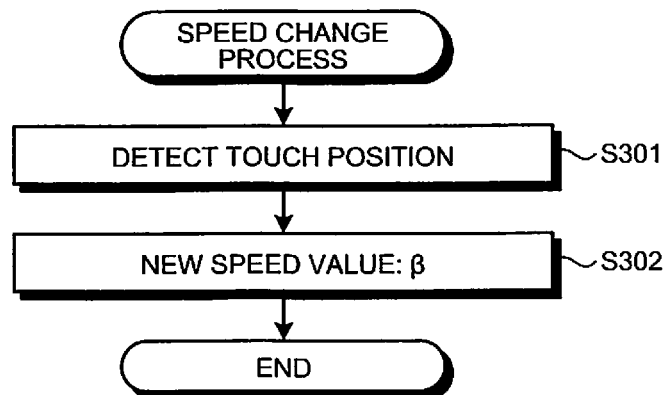 SPEED CHANGE
PROCESS
DETECT TOUCH POSITION
S301
NEW SPEED VALUE: β
S302
END